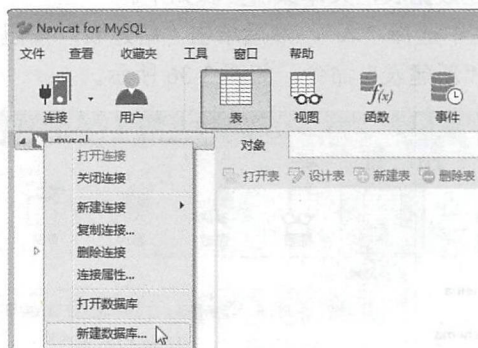 Navicat for MySQL
文件 查看 收藏夹 工具 窗口 帮助
连接 用户 表 视图 f(x) 函数 事件
mysql
对象
打开表 设计表 新建表 删除表
打开连接
关闭连接
新建连接
复制连接...
删除连接
连接属性...
打开数据库
新建数据库...